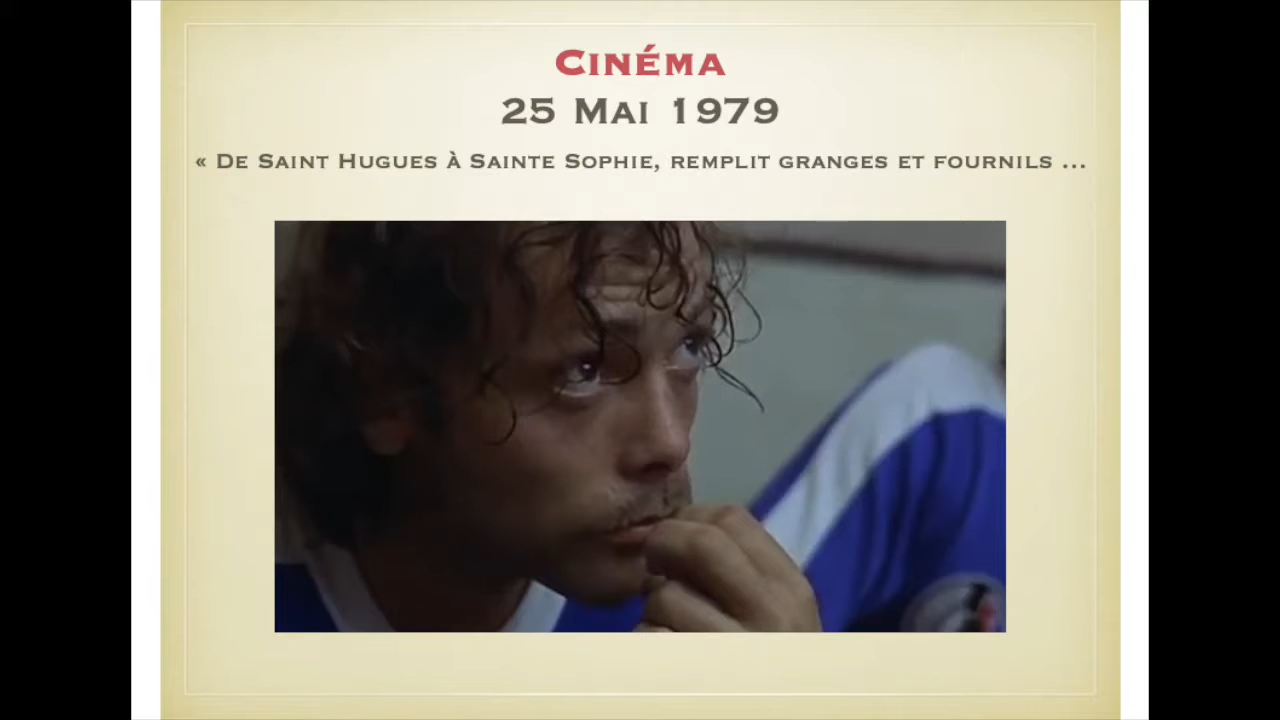 Cinéma
25 Mai 1979
« De Saint Hugues à Sainte Sophie, remplit granges et fournils ...